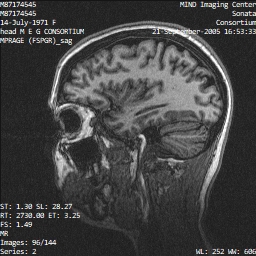 M87174545
M87174545
14-July-1971 F
head M E G CONSORTIUM
MPRAGE (FSPGR)_sag
MIND Imaging Center
Sonata
Consortium
21-September-2005 16:53:33
ST: 1.30 SL: 28.27
RT: 2730.00 ET: 3.25
FS: 1.49
MR
Images: 96/144
Series: 2
WL: 252 WW: 606